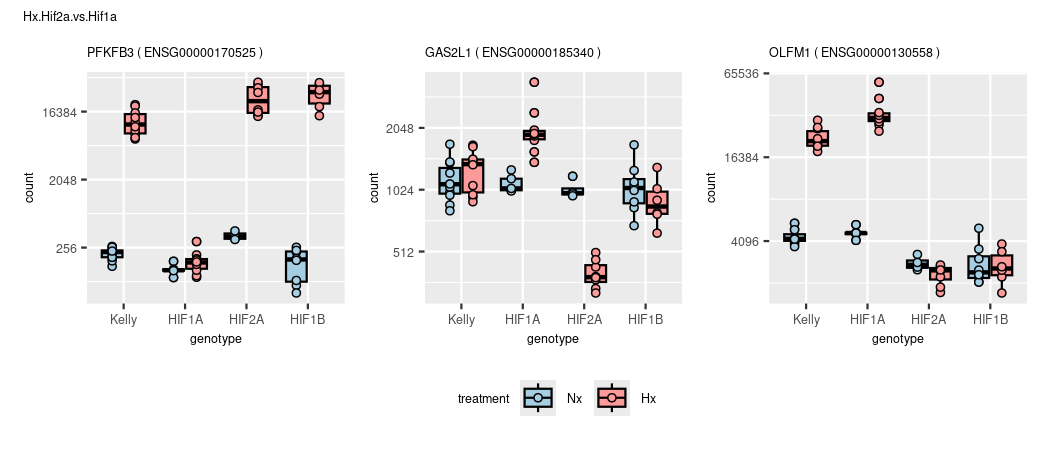 Hx.Hif2a.vs.Hif1a
PFKFB3 ( ENSG00000170525 )
count
16384
2048
256
Kelly HIF1A HIF2A HIF1B
genotype
GAS2L1 ( ENSG00000185340 )
count
2048
1024
512
Kelly HIF1A HIF2A HIF1B
genotype
OLFM1 ( ENSG00000130558 )
count
65536
16384
4096
Kelly HIF1A HIF2A HIF1B
genotype
treatment Nx Hx